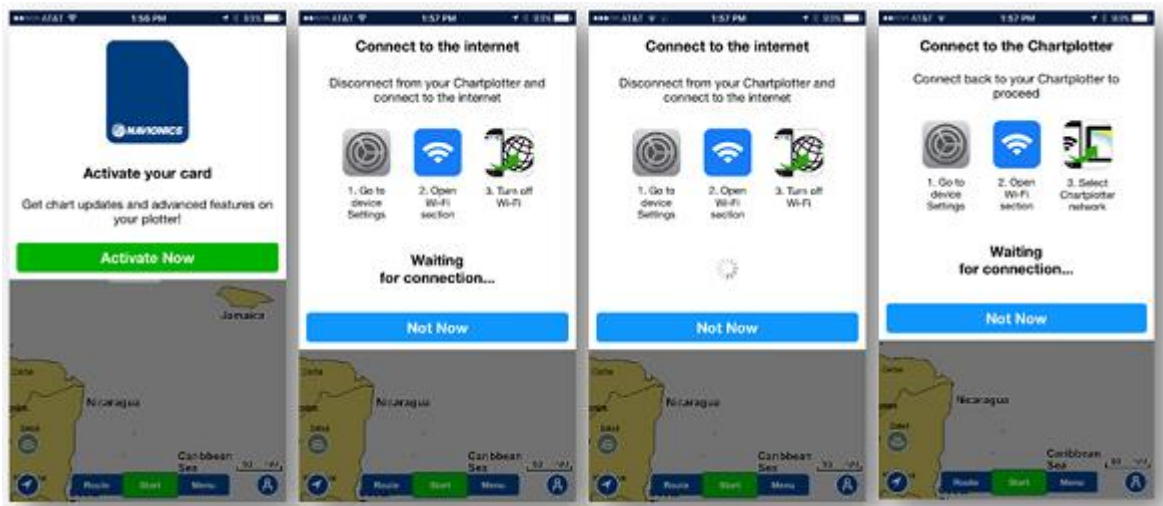 AT&T 1:56 PM
NAVIONICS
Activate your card
Get chart updates and advanced features on
your plotter!
Activate Now
Jamaica
Nicaragua
Caribbean
Sea
Route Start Menu
AT&T 1:57 PM
Connect to the internet
Disconnect from your Chartplotter and
connect to the internet
1. Go to
device
Settings
2. Open
Wi-Fi
section
3. Turn off
Wi-Fi
Waiting
for connection...
Not Now
Nicaragua
Caribbean
Sea
Route Start Menu
AT&T 1:57 PM
Connect to the internet
Disconnect from your Chartplotter and
connect to the internet
1. Go to
device
Settings
2. Open
Wi-Fi
section
3. Turn off
Wi-Fi
Not Now
Nicaragua
Caribbean
Sea
Route Start Menu
AT&T 1:57 PM
Connect to the Chartplotter
Connect back to your Chartplotter to
proceed
1. Go to
device
Settings
2. Open
Wi-Fi
section
3. Select
Chartplotter
network
Waiting
for connection...
Not Now
Nicaragua
Caribbean
Sea
Route Start Menu